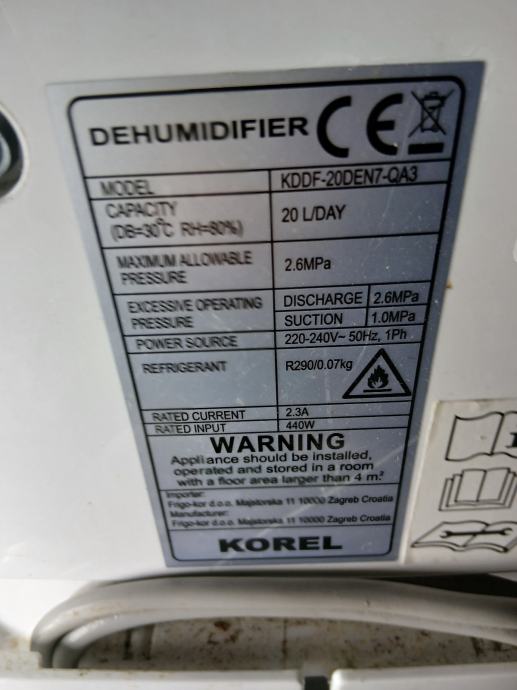 DEHUMIDIFIER CE
MODEL KDDF-20DEN7-QA3
CAPACITY
(DB=30°C RH=80%) 20 L/DAY
MAXIMUM ALLOWABLE
PRESSURE 2.6MPa
EXCESSIVE OPERATING
PRESSURE
DISCHARGE 2.6MPa
SUCTION 1.0MPa
POWER SOURCE 220-240V~ 50Hz, 1Ph
REFRIGERANT R290/0.07kg
RATED CURRENT 2.3A
RATED INPUT 440W
WARNING
Appliance should be installed,
operated and stored in a room
with a floor area larger than 4 m²
Importer:
Frigo-kor d.o.o. Majstorska 11 10000 Zagreb Croatia
Manufacturer:
Frigo-kor d.o.o. Majstorska 11 10000 Zagreb Croatia
KOREL